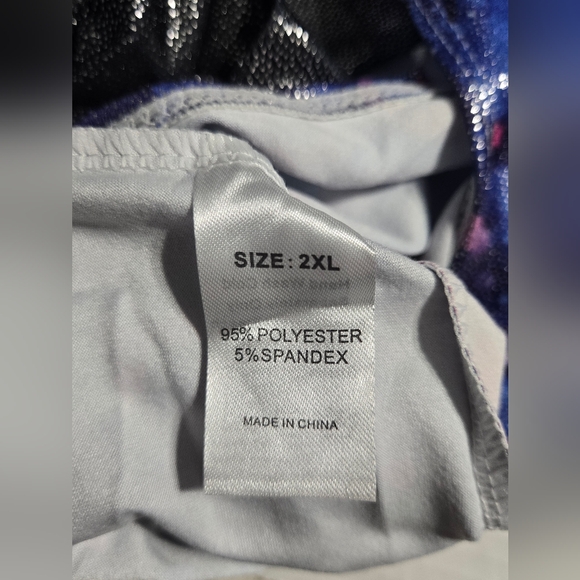 SIZE: 2XL
95% POLYESTER
5% SPANDEX
MADE IN CHINA